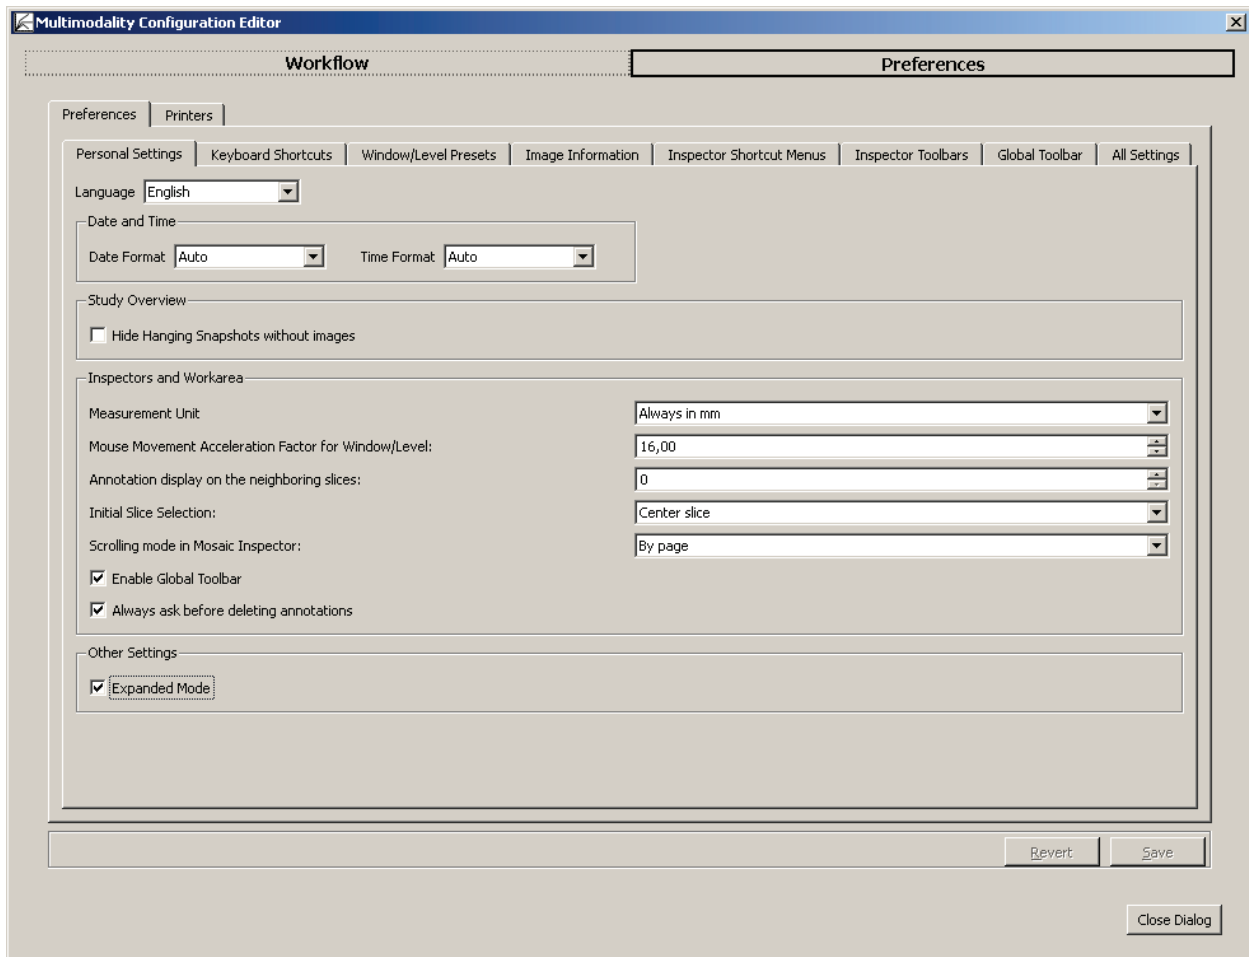 Multimodality Configuration Editor
Workflow Preferences
Preferences Printers
Personal Settings Keyboard Shortcuts Window/Level Presets Image Information Inspector Shortcut Menus Inspector Toolbars Global Toolbar All Settings
Language English
Date and Time
Date Format Auto Time Format Auto
Study Overview
Hide Hanging Snapshots without images
Inspectors and Workarea
Measurement Unit Always in mm
Mouse Movement Acceleration Factor for Window/Level: 16,00
Annotation display on the neighboring slices: 0
Initial Slice Selection: Center slice
Scrolling mode in Mosaic Inspector: By page
Enable Global Toolbar
Always ask before deleting annotations
Other Settings
Expanded Mode
Revert Save
Close Dialog